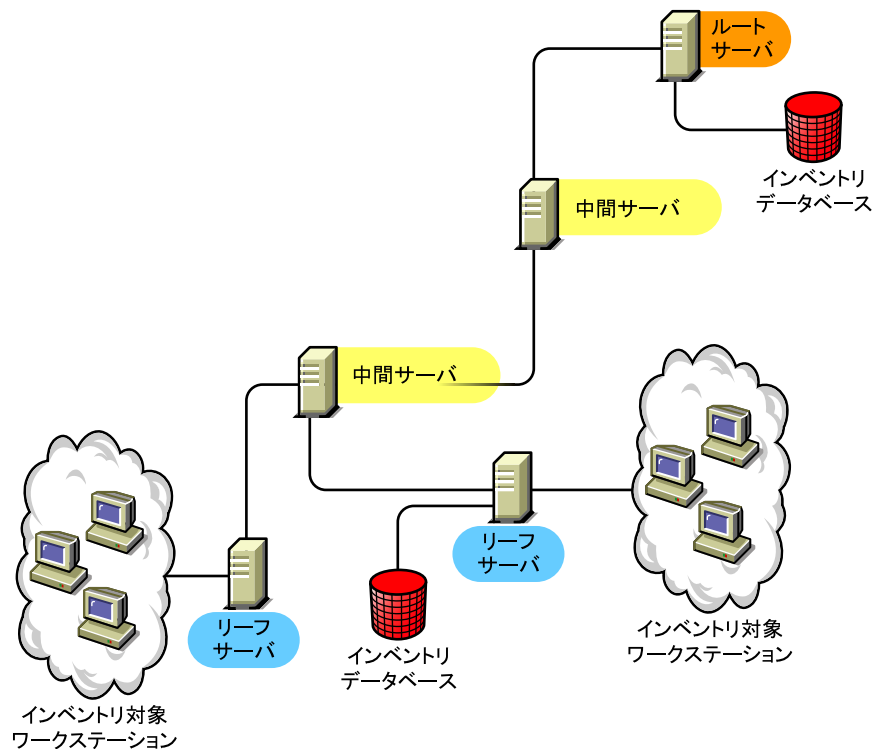 ルート
サーバ
インベントリ
データベース
中間サーバ
中間サーバ
リーフ
サーバ
インベントリ対象
ワークステーション
リーフ
サーバ
インベントリ
データベース
インベントリ対象
ワークステーション